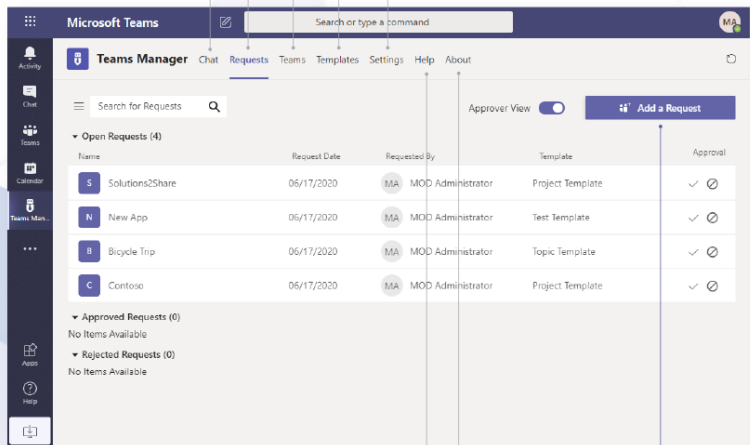 Microsoft Teams
Search or type a command
MA
Activity
Chat
Teams
Calendar
Teams Man...
Apps
Help
Teams Manager Chat Requests Teams Templates Settings Help About
Search for Requests
Approver View
Add a Request
Open Requests (4)
Name Request Date Requested By Template Approval
S Solutions2Share 06/17/2020 MA MOD Administrator Project Template
N New App 06/17/2020 MA MOD Administrator Test Template
B Bicycle Trip 06/17/2020 MA MOD Administrator Topic Template
C Contoso 06/17/2020 MA MOD Administrator Project Template
Approved Requests (0)
No Items Available
Rejected Requests (0)
No Items Available